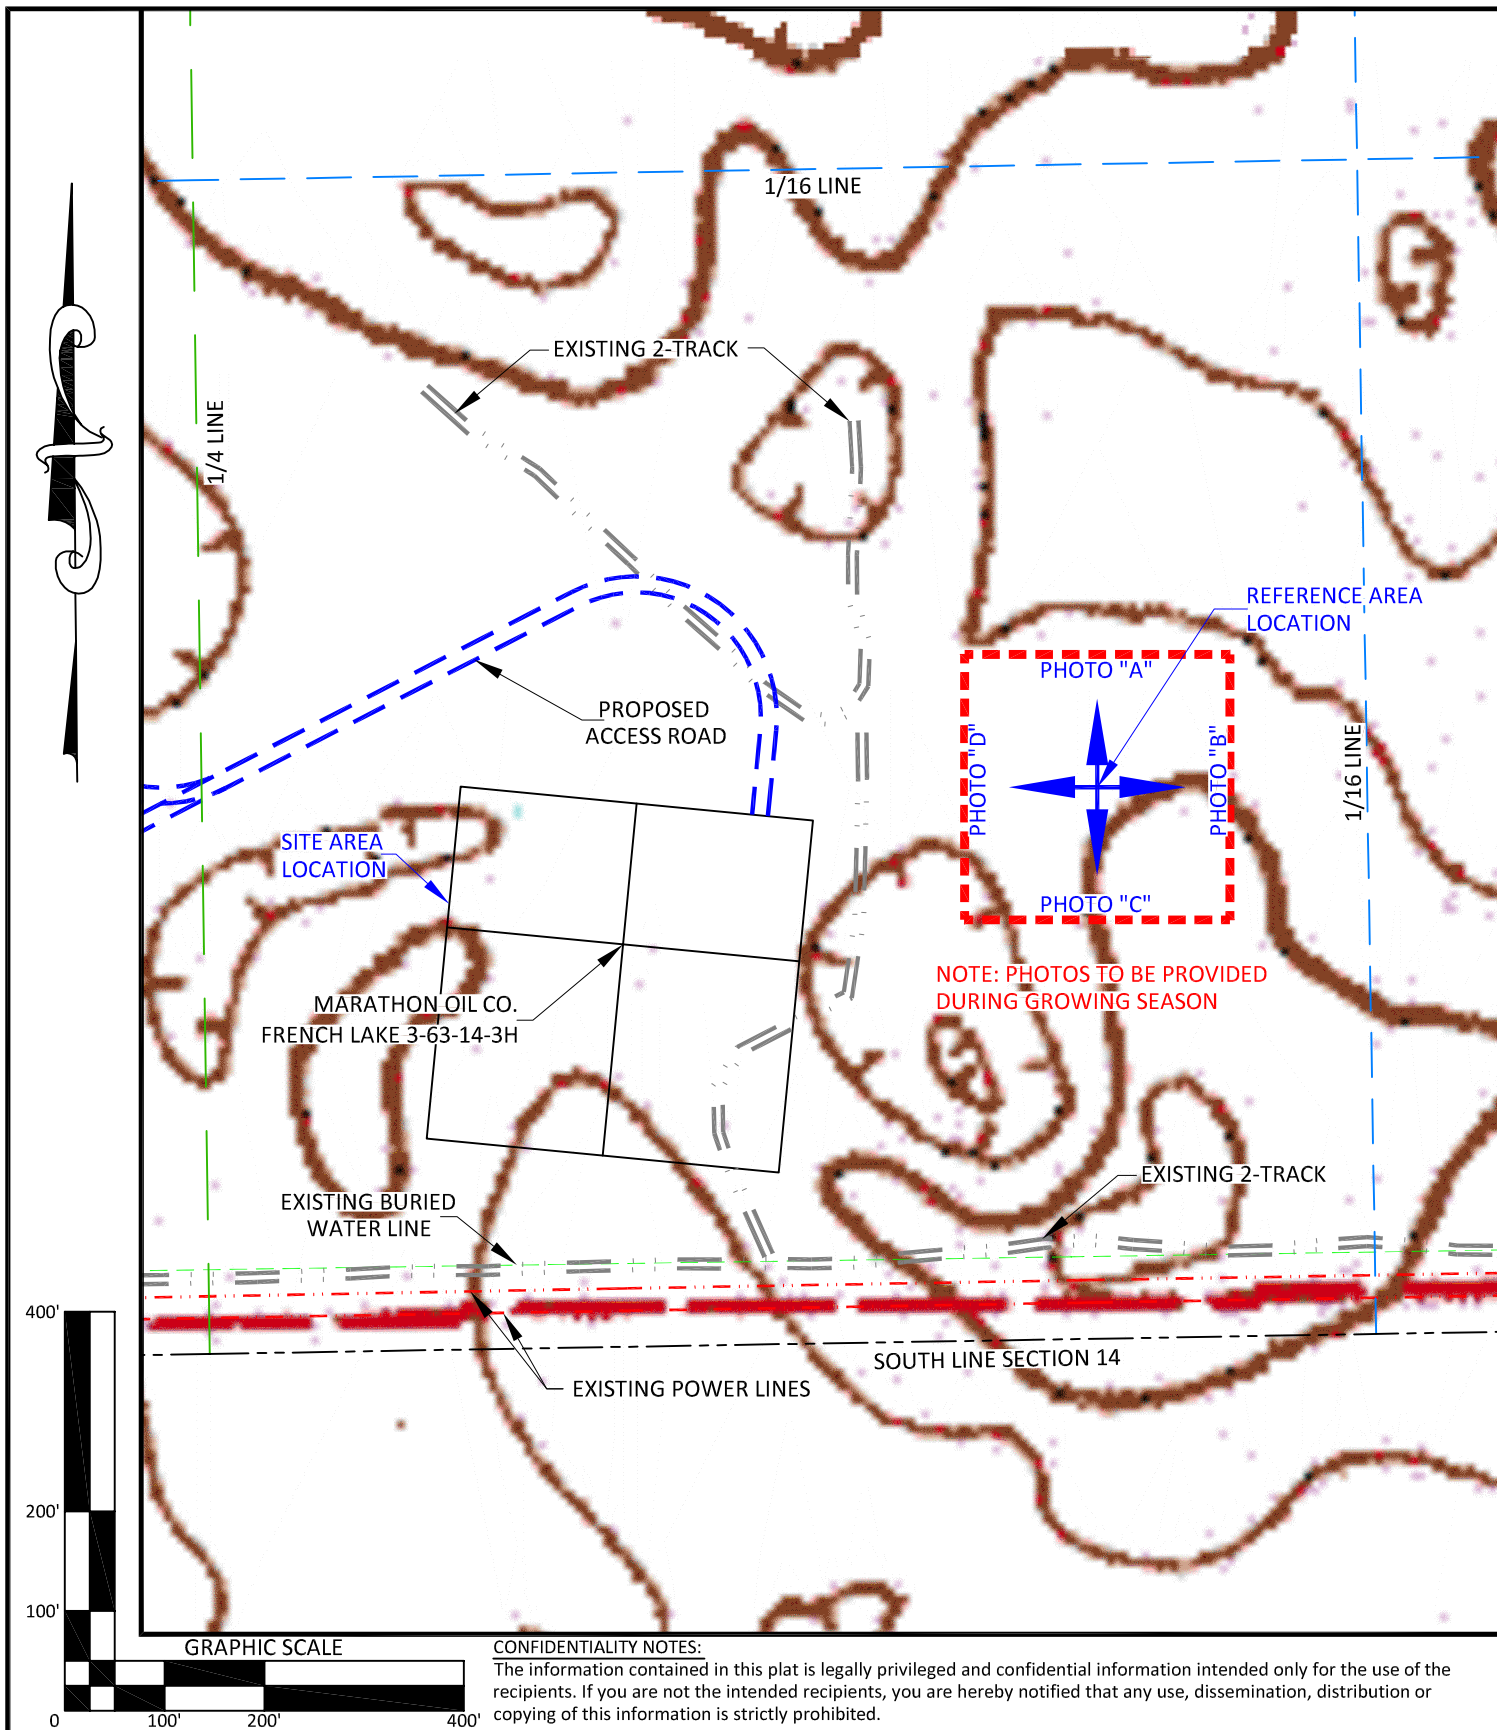 1/16 LINE
EXISTING 2-TRACK
1/4 LINE
REFERENCE AREA
LOCATION
PHOTO "A"
PROPOSED
ACCESS ROAD
PHOTO "D"
PHOTO "B"
1/16 LINE
SITE AREA
LOCATION
PHOTO "C"
NOTE: PHOTOS TO BE PROVIDED
DURING GROWING SEASON
MARATHON OIL CO.
FRENCH LAKE 3-63-14-3H
EXISTING 2-TRACK
EXISTING BURIED
WATER LINE
SOUTH LINE SECTION 14
EXISTING POWER LINES
400'
200'
100'
GRAPHIC SCALE
0 100' 200' 400'
CONFIDENTIALITY NOTES:
The information contained in this plat is legally privileged and confidential information intended only for the use of the
recipients. If you are not the intended recipients, you are hereby notified that any use, dissemination, distribution or
copying of this information is strictly prohibited.